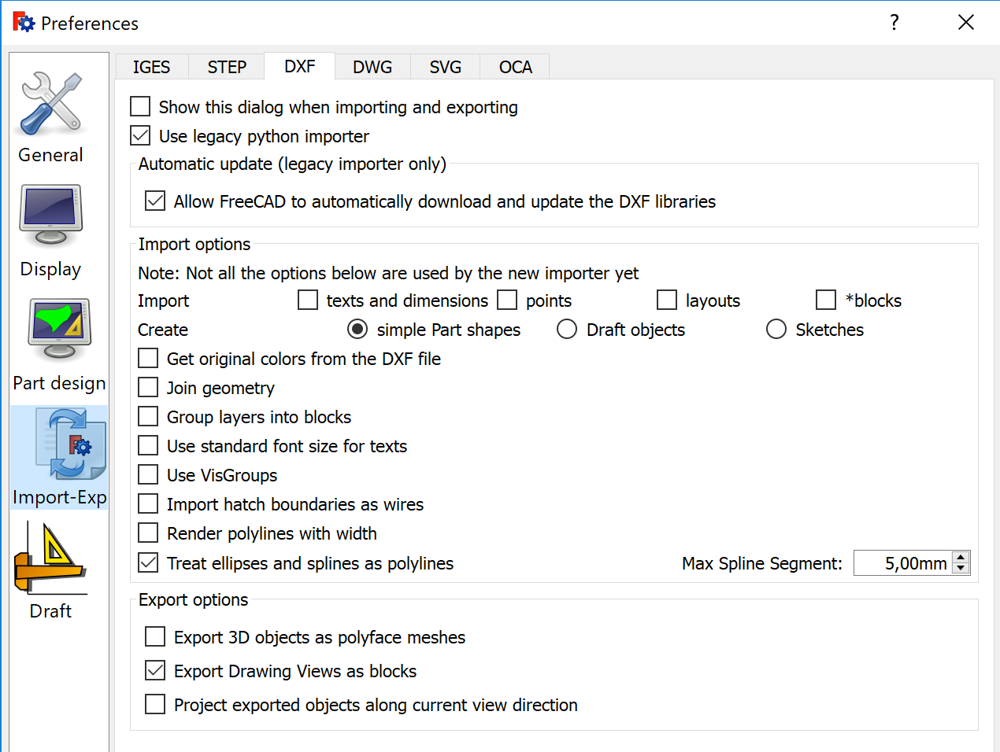 Preferences
?
General
Display
Part design
Import-Exp
Draft
IGES STEP DXF DWG SVG OCA
Show this dialog when importing and exporting
Use legacy python importer
Automatic update (legacy importer only)
Allow FreeCAD to automatically download and update the DXF libraries
Import options
Note: Not all the options below are used by the new importer yet
Import texts and dimensions points layouts *blocks
Create simple Part shapes Draft objects Sketches
Get original colors from the DXF file
Join geometry
Group layers into blocks
Use standard font size for texts
Use VisGroups
Import hatch boundaries as wires
Render polylines with width
Treat ellipses and splines as polylines Max Spline Segment: 5,00mm
Export options
Export 3D objects as polyface meshes
Export Drawing Views as blocks
Project exported objects along current view direction